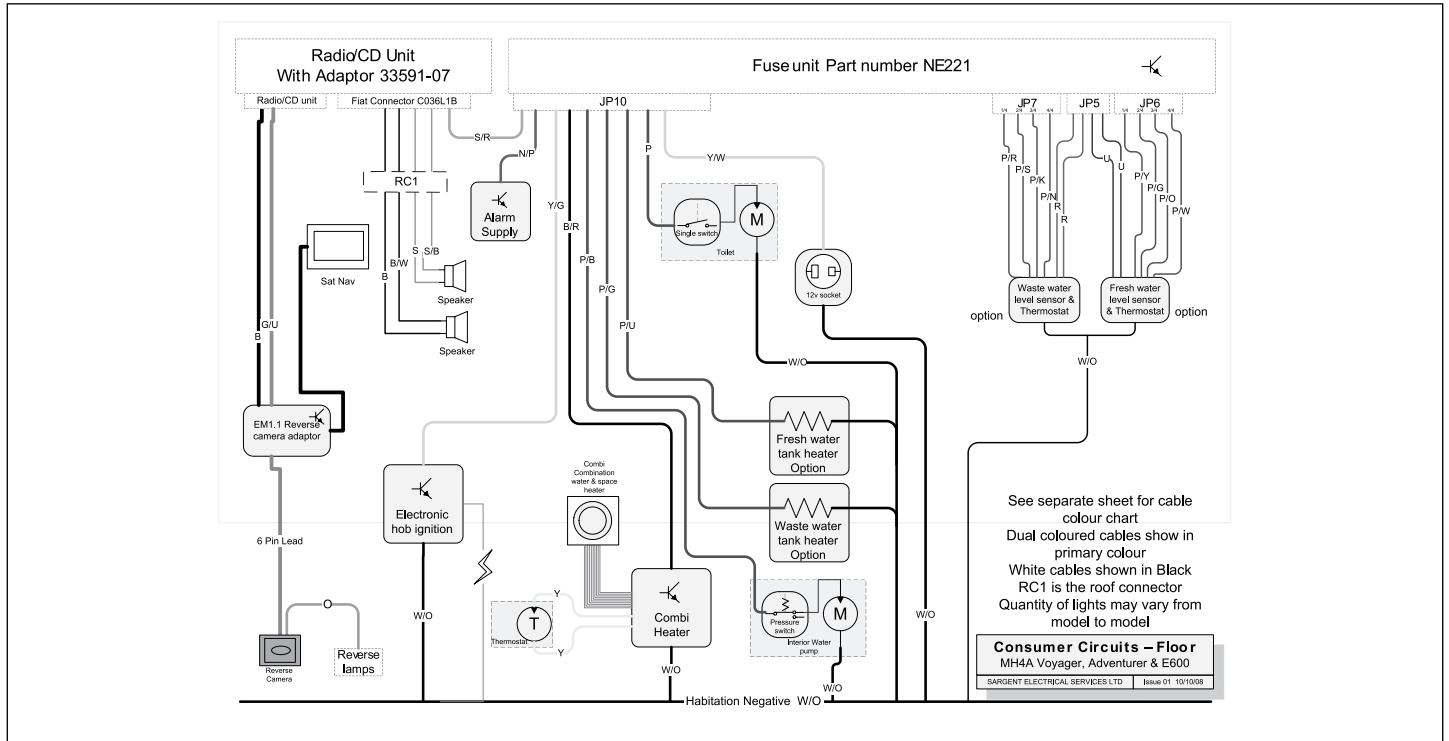 Radio/CD Unit
With Adaptor 33591-07
Fuse unit Part number NE221
Radio/CD unit
Fiat Connector C036L1B
JP10
JP7
JP5
JP6
1/4
2/4
3/4
4/4
1/4
2/4
3/4
4/4
S/R
N/P
P
Y/W
P/R
P/S
P/K
P/N
R
R
U
U
P/Y
P/G
P/O
P/W
RC1
Alarm
Supply
Y/G
B/R
P/B
P/G
P/U
Single switch
M
Toilet
12v socket
Sat Nav
B
B/W
S
S/B
Speaker
Speaker
B
G/U
Waste water
level sensor &
Thermostat
option
Fresh water
level sensor
& Thermostat
option
W/O
W/O
EM1.1 Reverse
camera adaptor
Fresh water
tank heater
Option
Waste water
tank heater
Option
Electronic
hob ignition
Combi
Combination
water & space
heater
6 Pin Lead
O
Reverse
Camera
Reverse
lamps
W/O
Y
T
Thermostat
Y
Combi
Heater
W/O
Pressure
switch
M
Interior Water
pump
W/O
W/O
Habitation Negative W/O
See separate sheet for cable
colour chart
Dual coloured cables show in
primary colour
White cables shown in Black
RC1 is the roof connector
Quantity of lights may vary from
model to model
Consumer Circuits – Floor
MH4A Voyager, Adventurer & E600
SARGENT ELECTRICAL SERVICES LTD
Issue 01 10/10/08